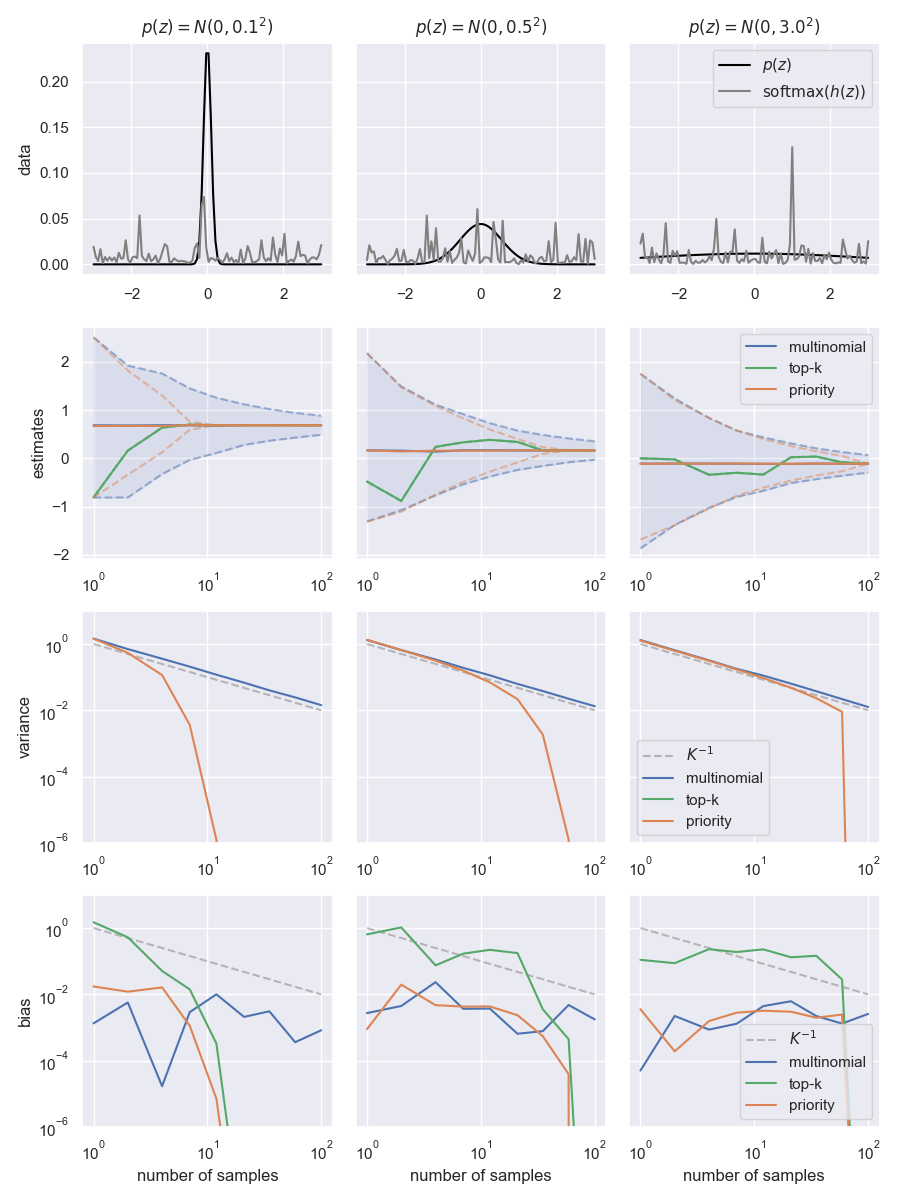 p(z) = N(0, 0.1²) p(z) = N(0, 0.5²) p(z) = N(0, 3.0²)
data
0.20
0.15
0.10
0.05
0.00
−2 0 2
−2 0 2
−2 0 2
p(z)
softmax(h(z))
estimates
2
1
0
−1
−2
10⁰ 10¹ 10²
10⁰ 10¹ 10²
10⁰ 10¹ 10²
multinomial
top-k
priority
variance
10⁰
10⁻²
10⁻⁴
10⁻⁶
10⁰ 10¹ 10²
10⁰ 10¹ 10²
10⁰ 10¹ 10²
K⁻¹
multinomial
top-k
priority
bias
10⁰
10⁻²
10⁻⁴
10⁻⁶
10⁰ 10¹ 10²
10⁰ 10¹ 10²
10⁰ 10¹ 10²
K⁻¹
multinomial
top-k
priority
number of samples number of samples number of samples